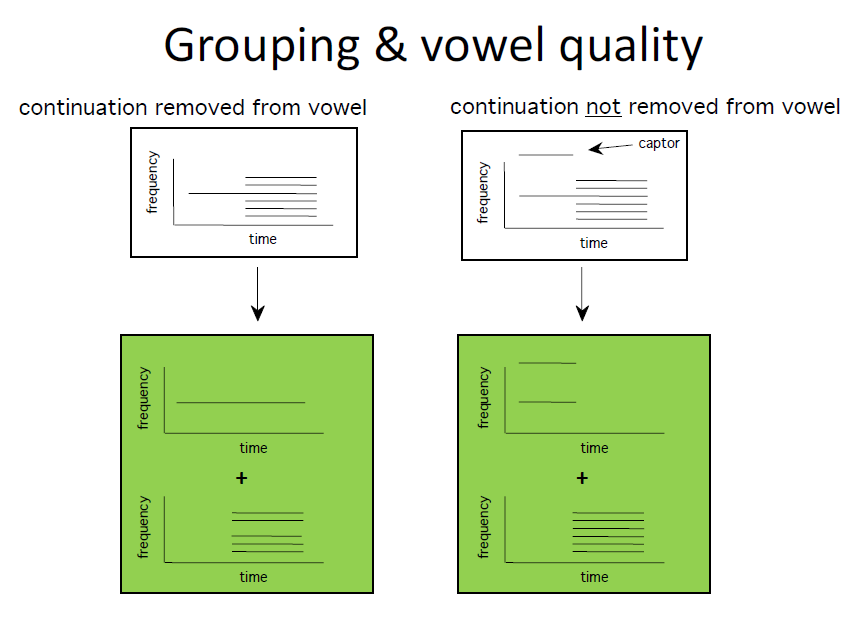 Grouping & vowel quality
continuation removed from vowel
frequency
time
continuation not removed from vowel
captor
frequency
time
frequency
time
+
frequency
time
frequency
time
+
frequency
time